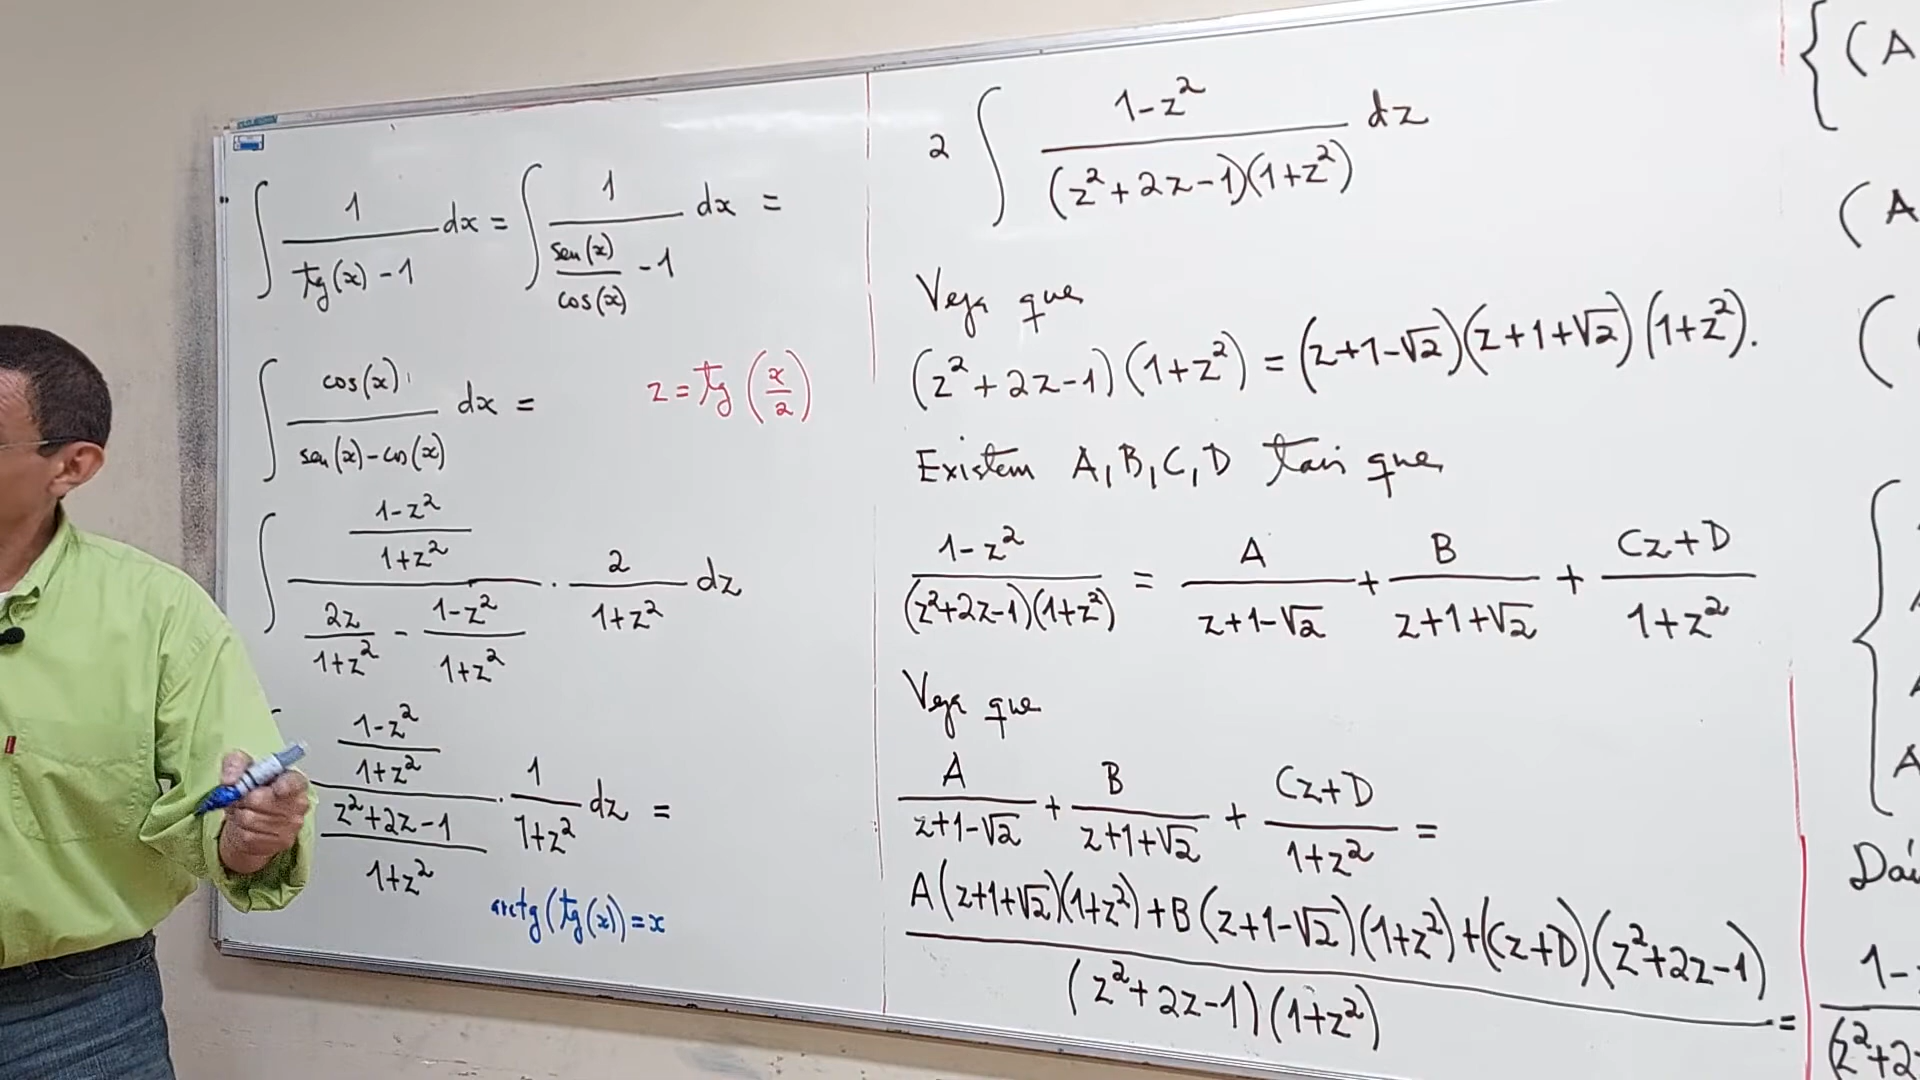 ∫ 1/(tg(x) - 1) dx = ∫ 1/(sen(x)/cos(x) - 1) dx =
∫ cos(x)/(sen(x) - cos(x)) dx =
z = tg(x/2)
∫ ((1-z²)/(1+z²))/(2z/(1+z²) - (1-z²)/(1+z²)) · 2/(1+z²) dz
((1-z²)/(1+z²))/((z²+2z-1)/(1+z²)) · 1/(1+z²) dz =
arctg(tg(x)) = x
2 ∫ (1-z²)/((z²+2z-1)(1+z²)) dz
Veja que
(z²+2z-1)(1+z²) = (z+1-√2)(z+1+√2)(1+z²).
Existem A, B, C, D tais que
(1-z²)/((z²+2z-1)(1+z²)) = A/(z+1-√2) + B/(z+1+√2) + (Cz+D)/(1+z²)
Veja que
A/(z+1-√2) + B/(z+1+√2) + (Cz+D)/(1+z²) =
(A(z+1+√2)(1+z²) + B(z+1-√2)(1+z²) + (Cz+D)(z²+2z-1))/((z²+2z-1)(1+z²)) =
{ (A
(A
(
{
A
Daí
1-
(z²+2